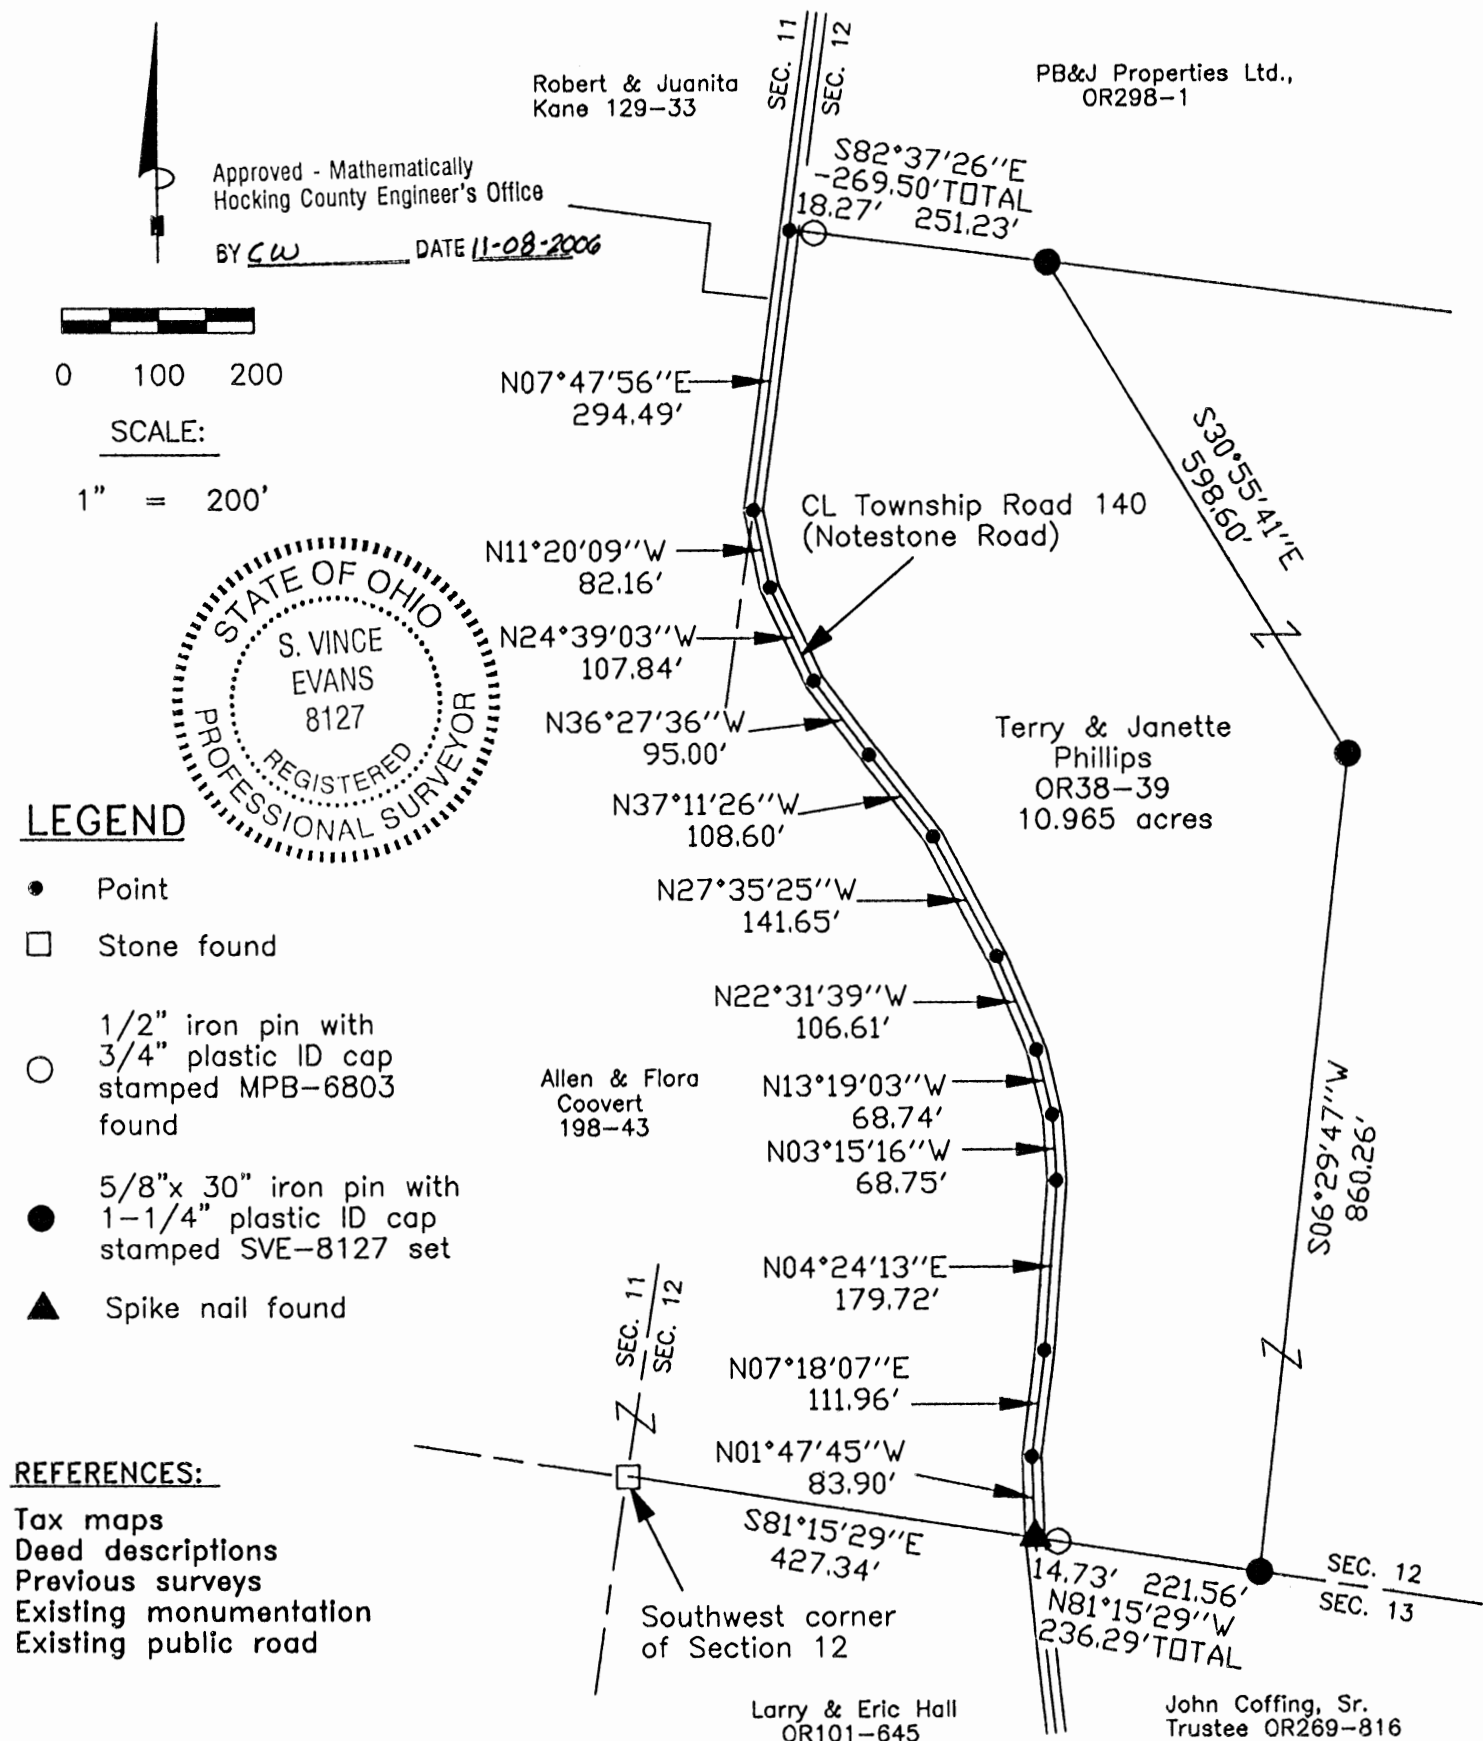 SEC. 11
SEC. 12
Robert & Juanita
Kane 129-33
PB&J Properties Ltd.,
OR298-1
Approved - Mathematically
Hocking County Engineer's Office
BY CW DATE 11-08-2006
S82°37'26''E
-269.50'TOTAL
18.27' 251.23'
0 100 200
SCALE:
1" = 200'
N07°47'56''E
294.49'
S30°55'41''E
598.60'
CL Township Road 140
(Notestone Road)
N11°20'09''W
82.16'
N24°39'03''W
107.84'
N36°27'36''W
95.00'
STATE OF OHIO
S. VINCE
EVANS
8127
REGISTERED
PROFESSIONAL SURVEYOR
Terry & Janette
Phillips
OR38-39
10.965 acres
N37°11'26''W
108.60'
N27°35'25''W
141.65'
N22°31'39''W
106.61'
LEGEND
Point
Stone found
1/2" iron pin with
3/4" plastic ID cap
stamped MPB-6803
found
5/8"x 30" iron pin with
1-1/4" plastic ID cap
stamped SVE-8127 set
Spike nail found
Allen & Flora
Coovert
198-43
N13°19'03''W
68.74'
N03°15'16''W
68.75'
S06°29'47''W
860.26'
N04°24'13''E
179.72'
SEC. 11
SEC. 12
N07°18'07''E
111.96'
N01°47'45''W
83.90'
S81°15'29''E
427.34'
14.73' 221.56'
N81°15'29''W
236.29'TOTAL
SEC. 12
SEC. 13
Southwest corner
of Section 12
REFERENCES:
Tax maps
Deed descriptions
Previous surveys
Existing monumentation
Existing public road
Larry & Eric Hall
OR101-645
John Coffing, Sr.
Trustee OR269-816